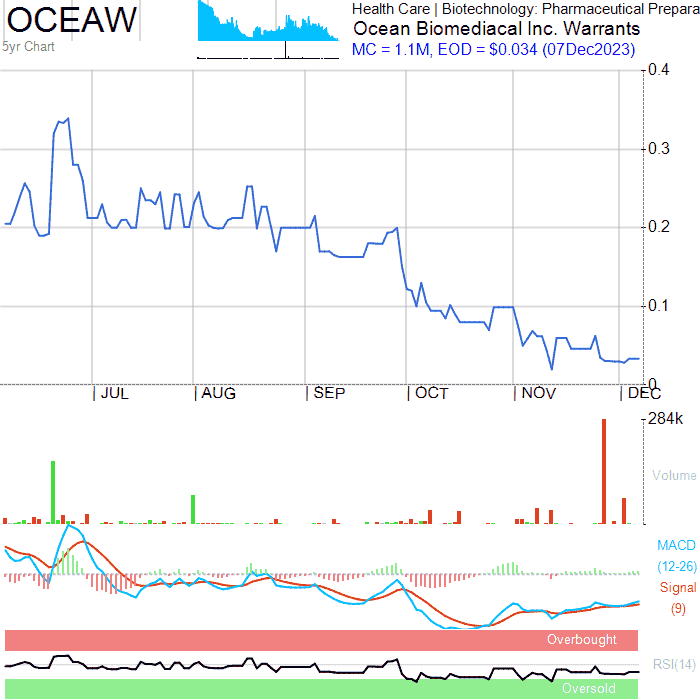 OCEAW
5yr Chart
Health Care | Biotechnology: Pharmaceutical Prepara
Ocean Biomediacal Inc. Warrants
MC = 1.1M, EOD = $0.034 (07Dec2023)
0.4
0.3
0.2
0.1
0
JUL AUG SEP OCT NOV DEC
284k
Volume
MACD
(12-26)
Signal
(9)
Overbought
RSI(14)
Oversold